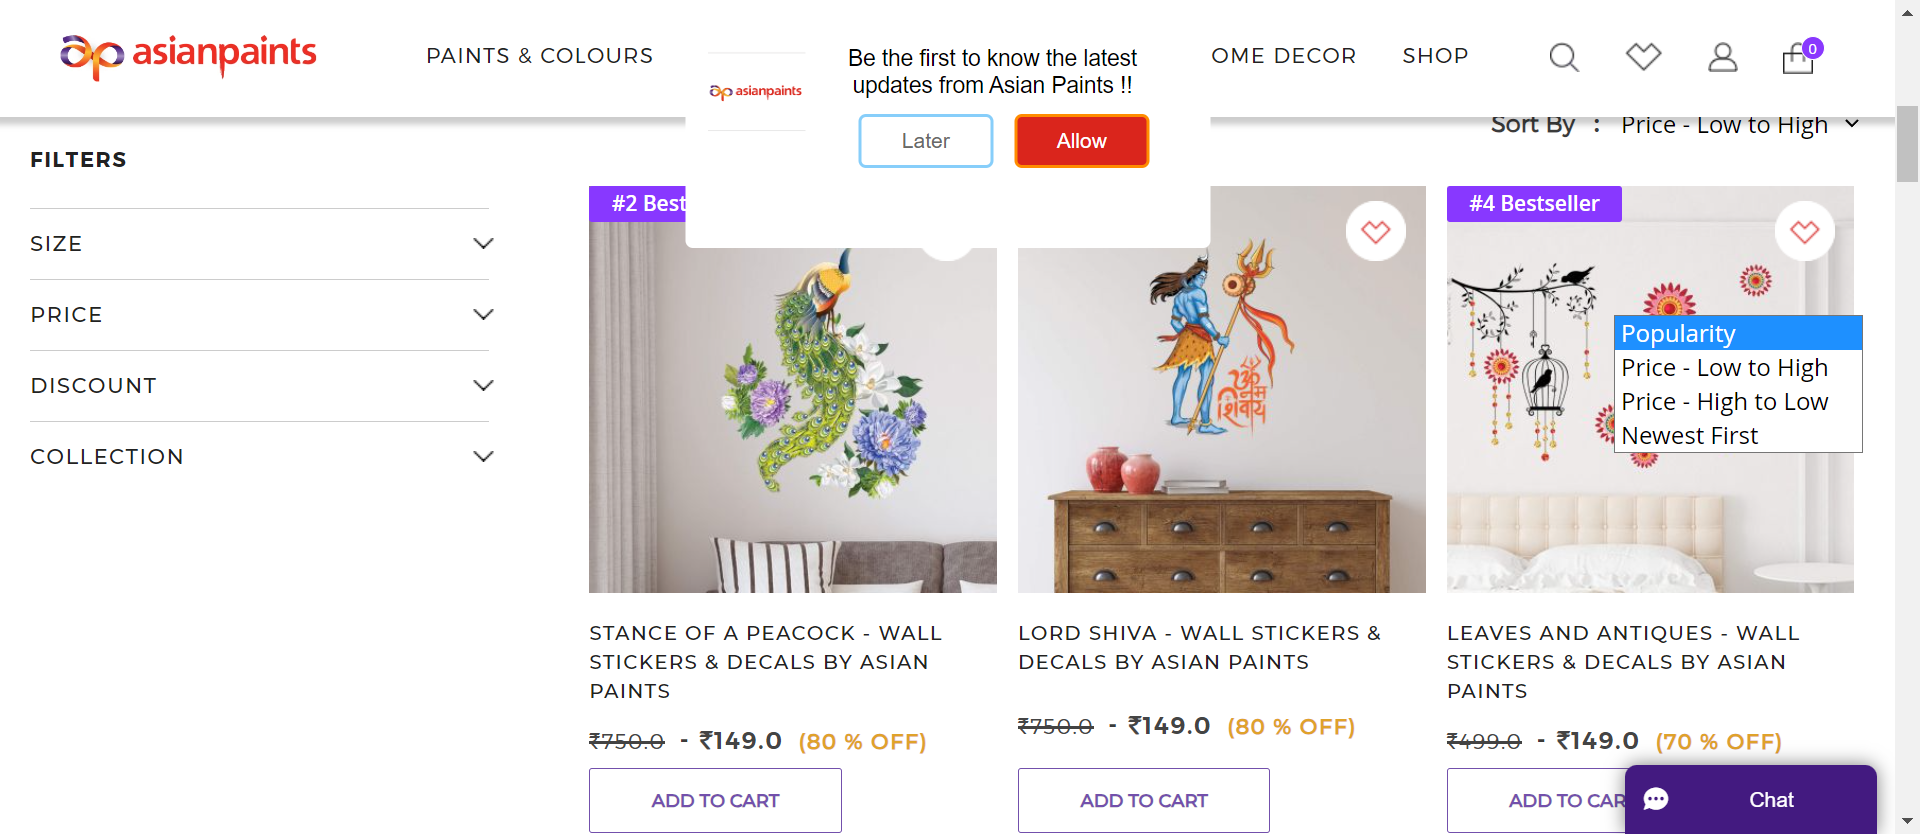 asianpaints
PAINTS & COLOURS
asianpaints
Be the first to know the latest
updates from Asian Paints !!
Later
Allow
OME DECOR
SHOP
0
Sort By : Price - Low to High
FILTERS
SIZE
PRICE
DISCOUNT
COLLECTION
#2 Best
#4 Bestseller
ॐ
नमः
शिवाय
Popularity
Price - Low to High
Price - High to Low
Newest First
STANCE OF A PEACOCK - WALL
STICKERS & DECALS BY ASIAN
PAINTS
₹750.0 - ₹149.0 (80 % OFF)
ADD TO CART
LORD SHIVA - WALL STICKERS &
DECALS BY ASIAN PAINTS
₹750.0 - ₹149.0 (80 % OFF)
ADD TO CART
LEAVES AND ANTIQUES - WALL
STICKERS & DECALS BY ASIAN
PAINTS
₹499.0 - ₹149.0 (70 % OFF)
ADD TO CAR
Chat